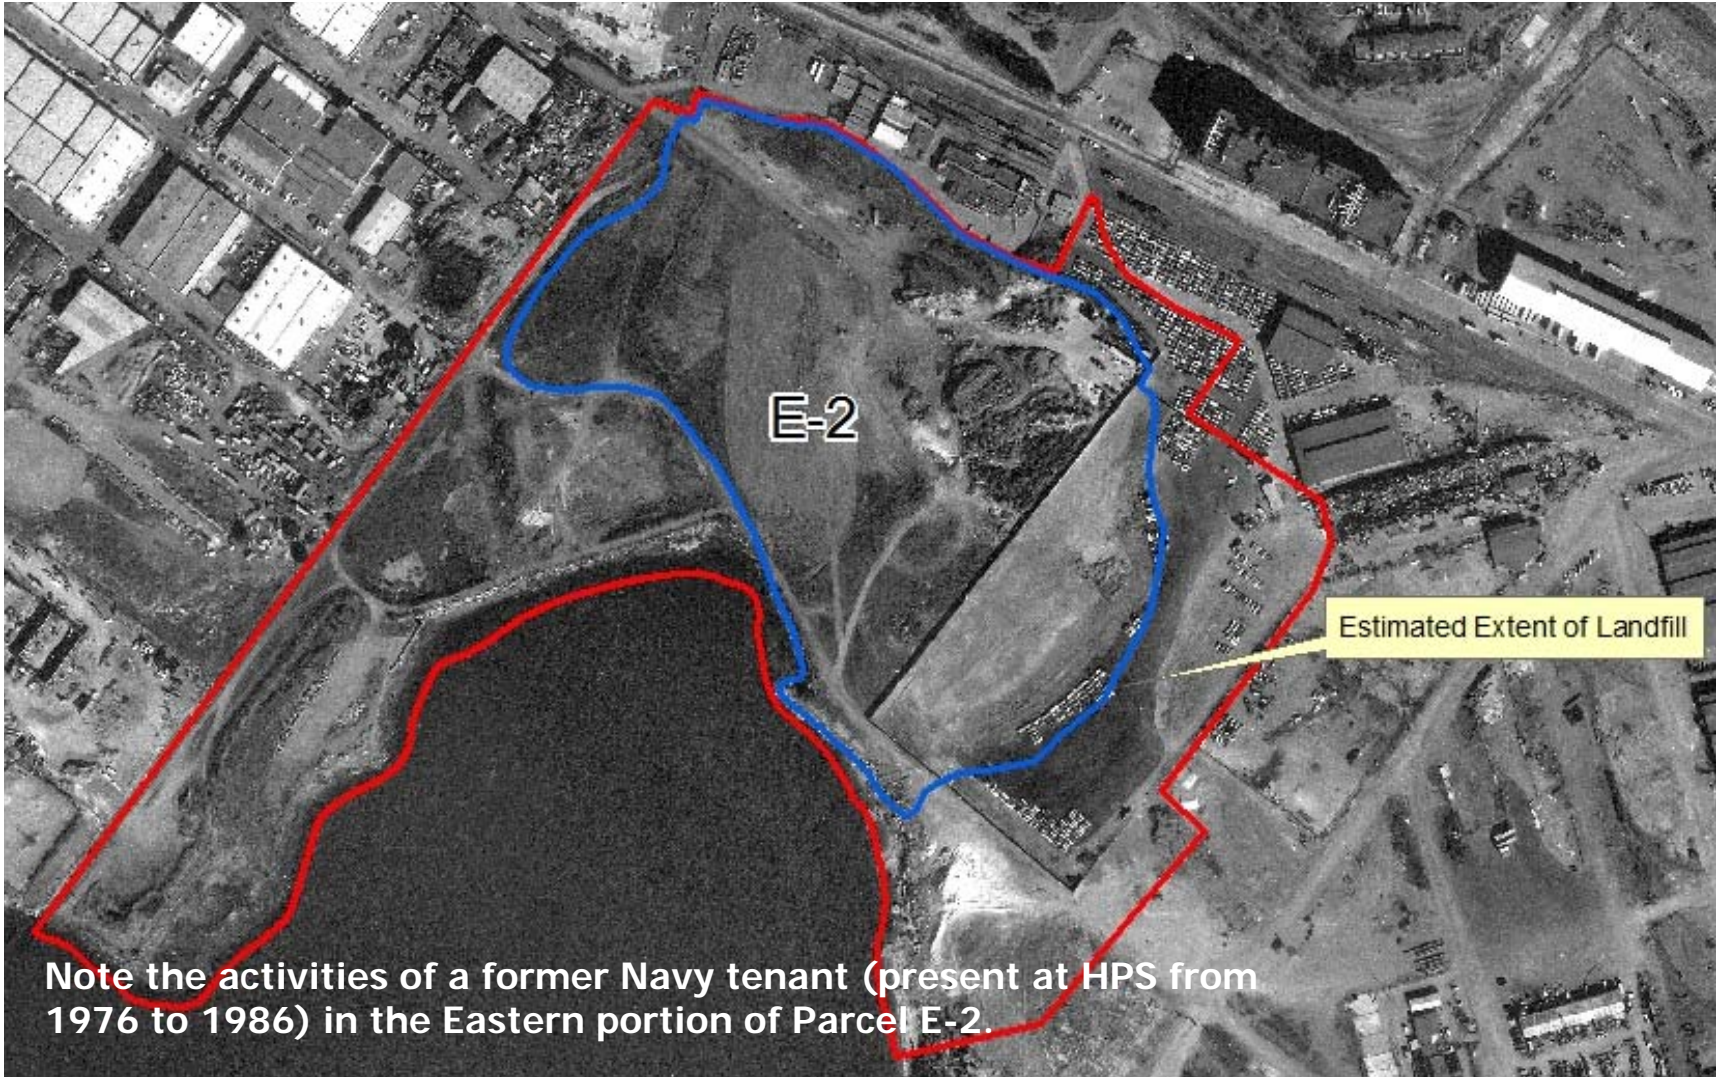 E-2
Estimated Extent of Landfill
Note the activities of a former Navy tenant (present at HPS from
1976 to 1986) in the Eastern portion of Parcel E-2.